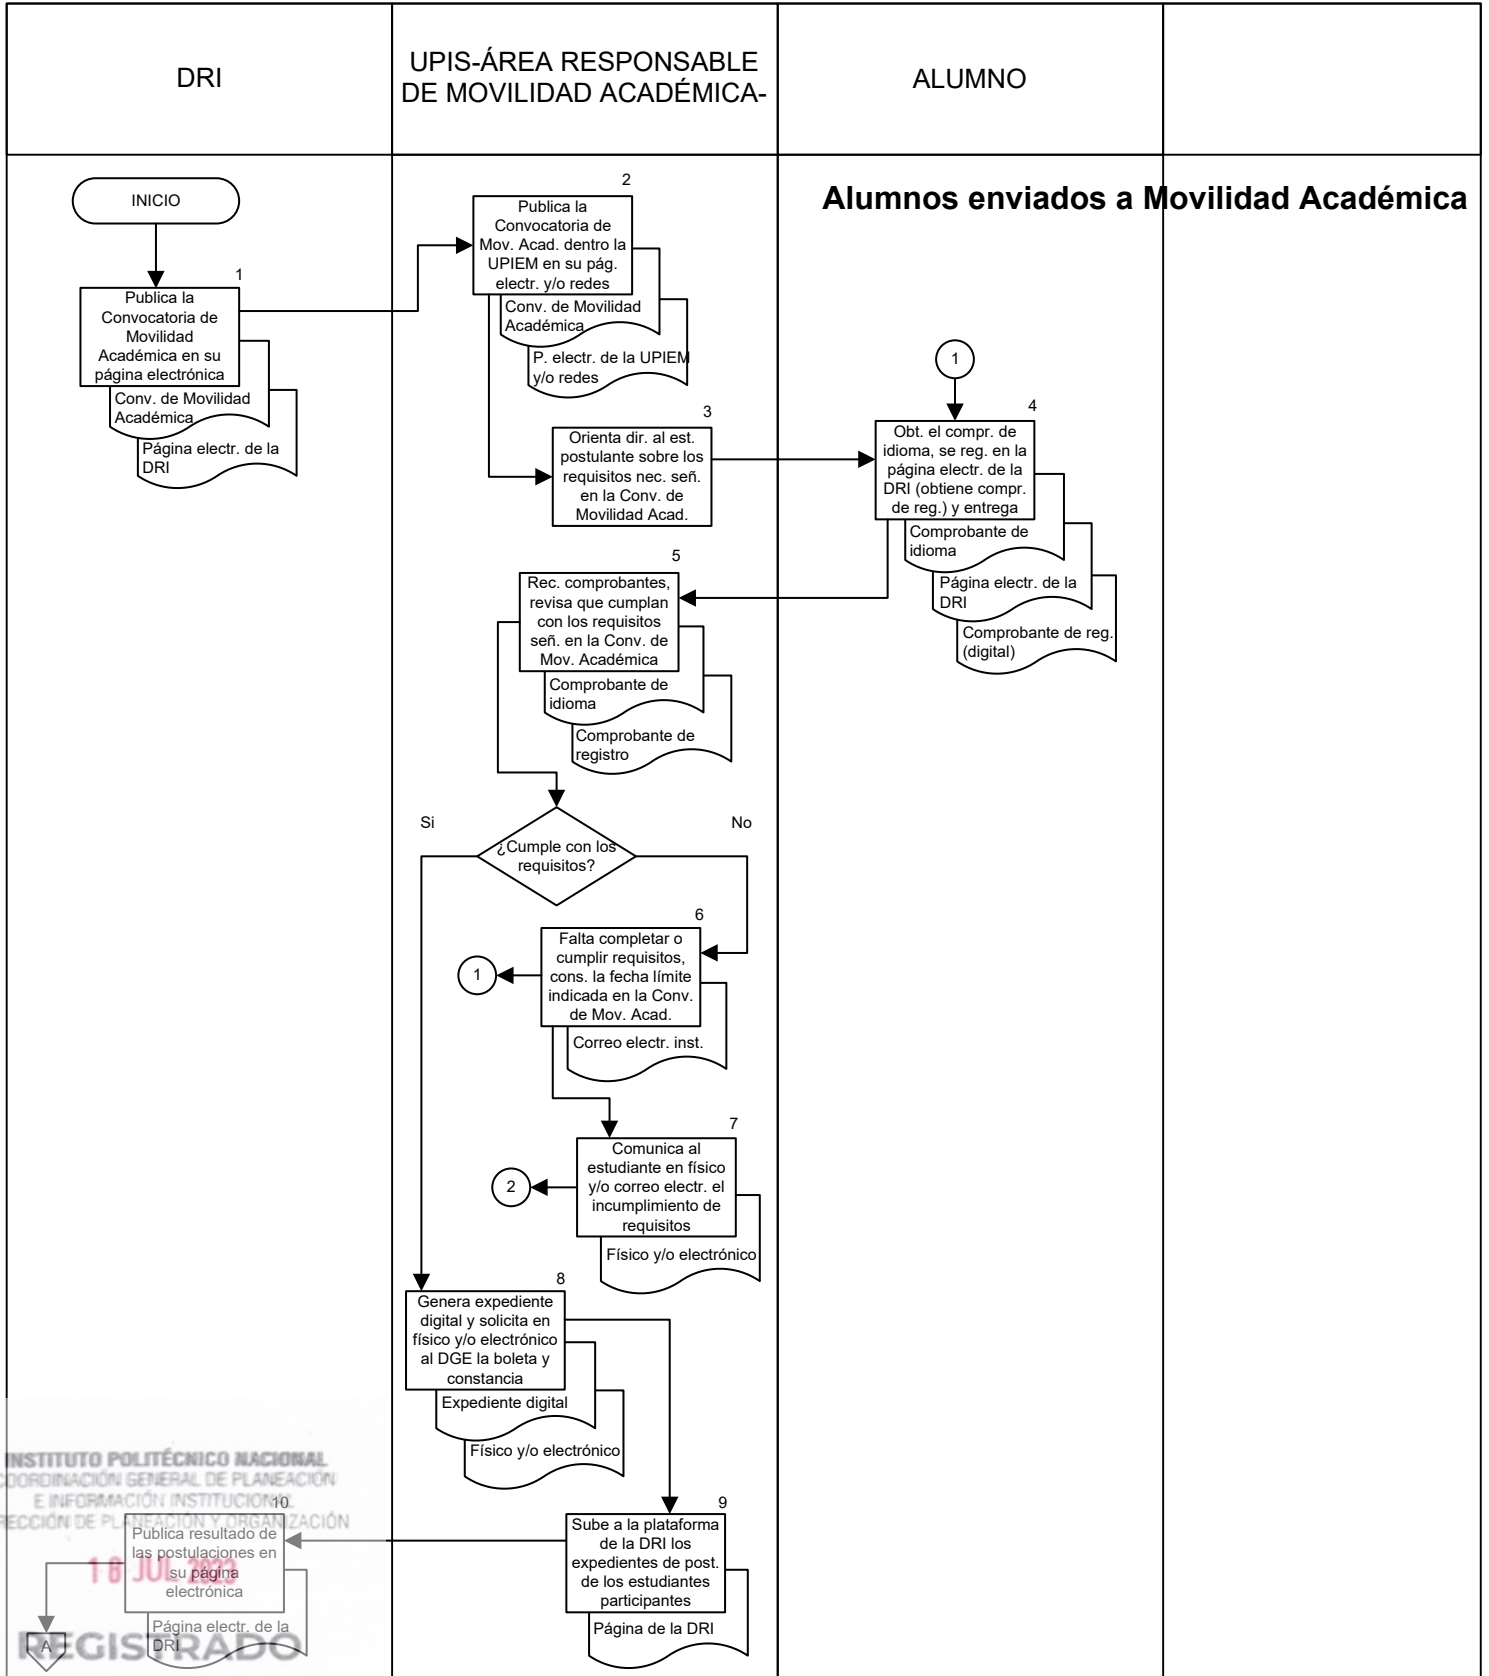 DRI
UPIS-ÁREA RESPONSABLE
DE MOVILIDAD ACADÉMICA-
ALUMNO
Alumnos enviados a Movilidad Académica
INICIO
1
Publica la
Convocatoria de
Movilidad
Académica en su
página electrónica
Conv. de Movilidad
Académica
Página electr. de la
DRI
2
Publica la
Convocatoria de
Mov. Acad. dentro la
UPIEM en su pág.
electr. y/o redes
Conv. de Movilidad
Académica
P. electr. de la UPIEM
y/o redes
3
Orienta dir. al est.
postulante sobre los
requisitos nec. señ.
en la Conv. de
Movilidad Acad.
1
4
Obt. el compr. de
idioma, se reg. en la
página electr. de la
DRI (obtiene compr.
de reg.) y entrega
Comprobante de
idioma
Página electr. de la
DRI
Comprobante de reg.
(digital)
5
Rec. comprobantes,
revisa que cumplan
con los requisitos
señ. en la Conv. de
Mov. Académica
Comprobante de
idioma
Comprobante de
registro
Si
No
¿Cumple con los
requisitos?
6
Falta completar o
cumplir requisitos,
cons. la fecha límite
indicada en la Conv.
de Mov. Acad.
1
Correo electr. inst.
7
Comunica al
estudiante en físico
y/o correo electr. el
incumplimiento de
requisitos
2
Físico y/o electrónico
8
Genera expediente
digital y solicita en
físico y/o electrónico
al DGE la boleta y
constancia
Expediente digital
Físico y/o electrónico
9
Sube a la plataforma
de la DRI los
expedientes de post.
de los estudiantes
participantes
Página de la DRI
10
Publica resultado de
las postulaciones en
su página
electrónica
Página electr. de la
DRI
A
INSTITUTO POLITÉCNICO NACIONAL
COORDINACIÓN GENERAL DE PLANEACIÓN
E INFORMACIÓN INSTITUCIONAL
RECCIÓN DE PLANEACIÓN Y ORGANIZACIÓN
18 JUL 2023
REGISTRADO